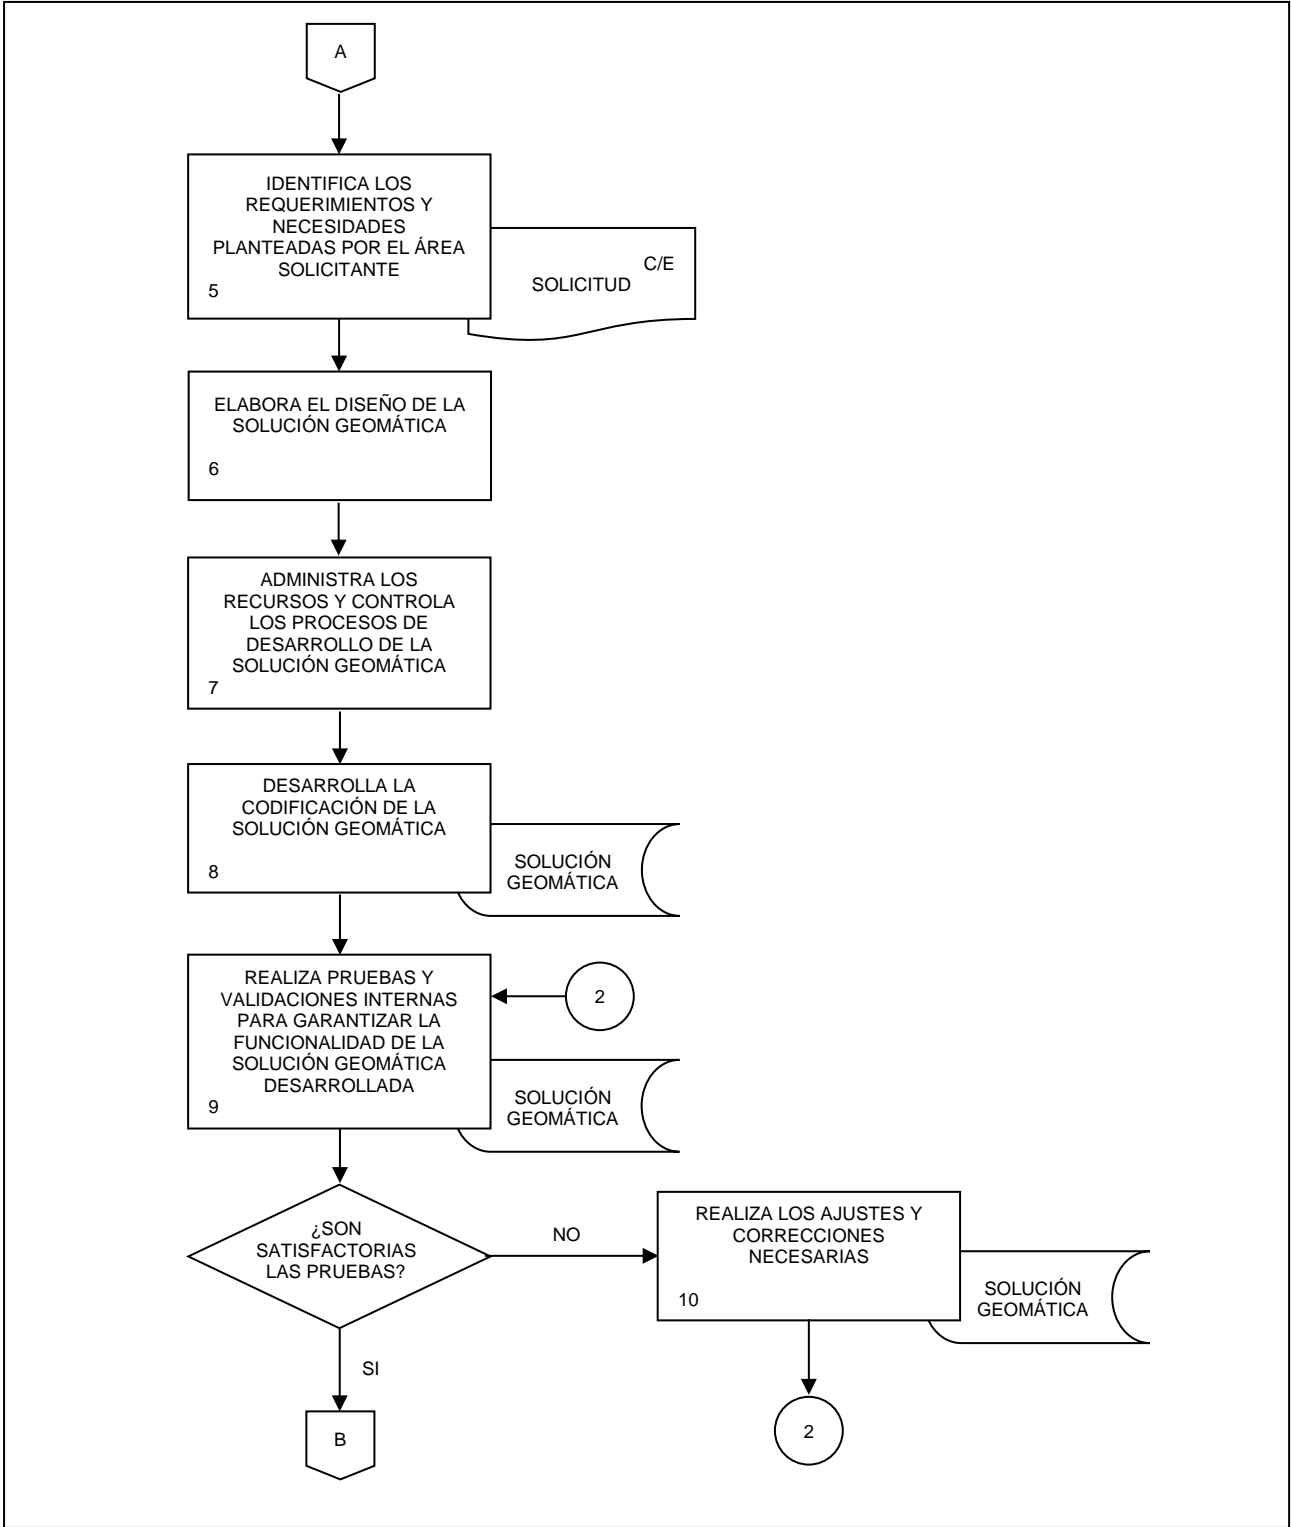 A
IDENTIFICA LOS
REQUERIMIENTOS Y
NECESIDADES
PLANTEADAS POR EL ÁREA
SOLICITANTE
5
C/E
SOLICITUD
ELABORA EL DISEÑO DE LA
SOLUCIÓN GEOMÁTICA
6
ADMINISTRA LOS
RECURSOS Y CONTROLA
LOS PROCESOS DE
DESARROLLO DE LA
SOLUCIÓN GEOMÁTICA
7
DESARROLLA LA
CODIFICACIÓN DE LA
SOLUCIÓN GEOMÁTICA
8
SOLUCIÓN
GEOMÁTICA
REALIZA PRUEBAS Y
VALIDACIONES INTERNAS
PARA GARANTIZAR LA
FUNCIONALIDAD DE LA
SOLUCIÓN GEOMÁTICA
DESARROLLADA
9
2
SOLUCIÓN
GEOMÁTICA
¿SON
SATISFACTORIAS
LAS PRUEBAS?
NO
REALIZA LOS AJUSTES Y
CORRECCIONES
NECESARIAS
10
SOLUCIÓN
GEOMÁTICA
SI
B
2